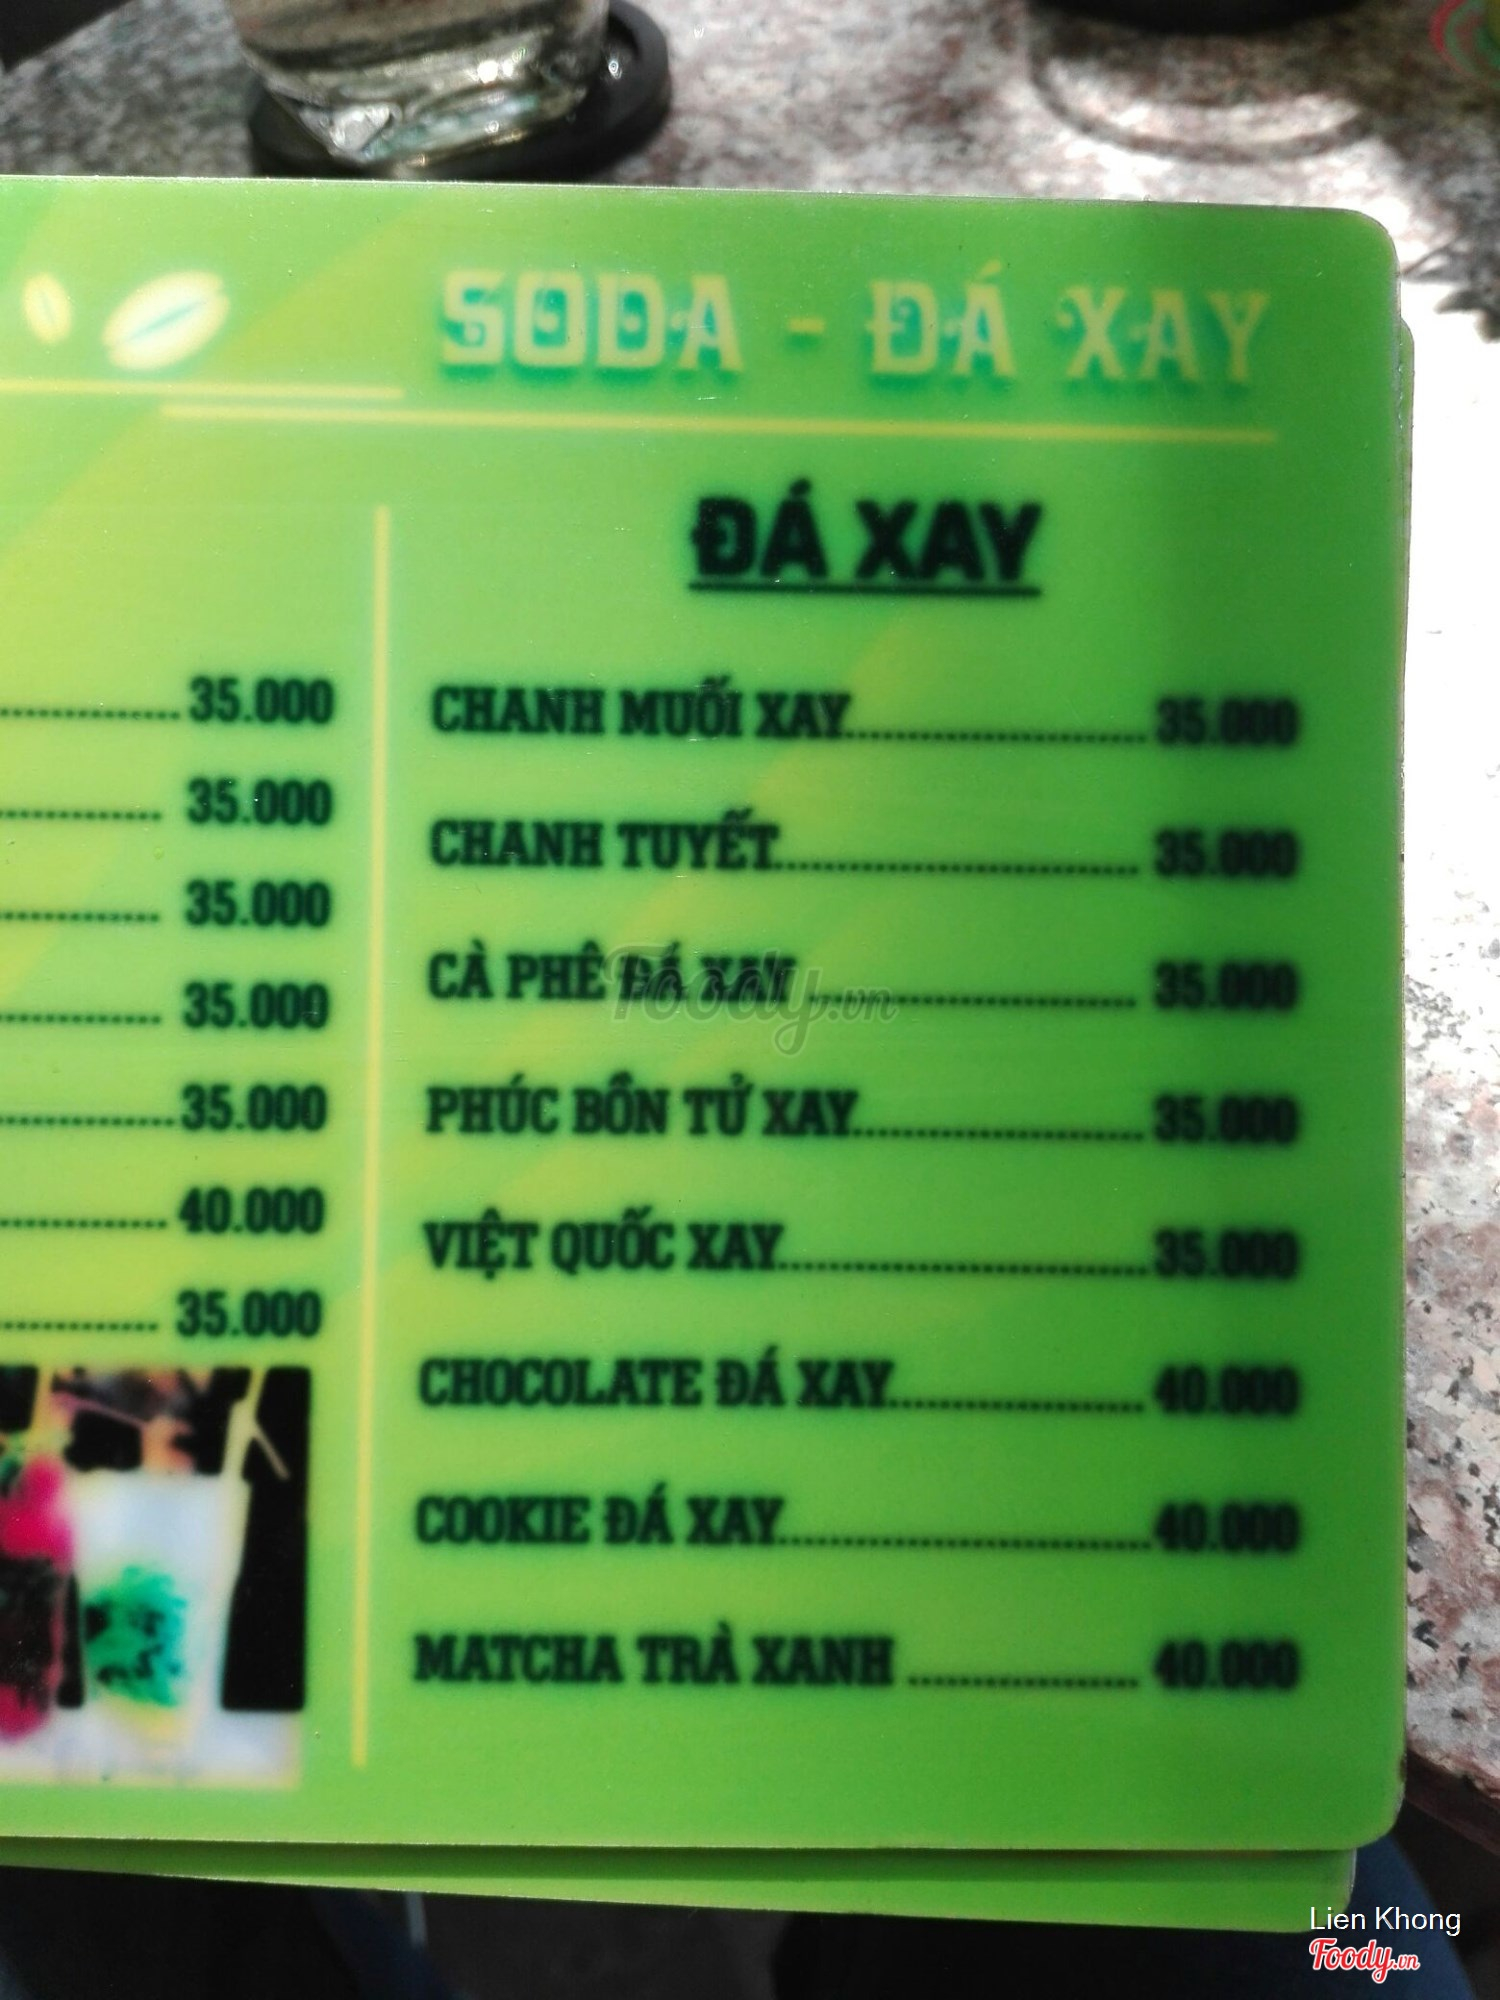 SODA - ĐÁ XAY
35.000
35.000
35.000
35.000
35.000
40.000
35.000
ĐÁ XAY
CHANH MUỐI XAY 35.000
CHANH TUYẾT 35.000
CÀ PHÊ ĐÁ XAY 35.000
PHÚC BỒN TỬ XAY 35.000
VIỆT QUỐC XAY 35.000
CHOCOLATE ĐÁ XAY 40.000
COOKIE ĐÁ XAY 40.000
MATCHA TRÀ XANH 40.000
Foody.vn
Lien Khong
Foody.vn